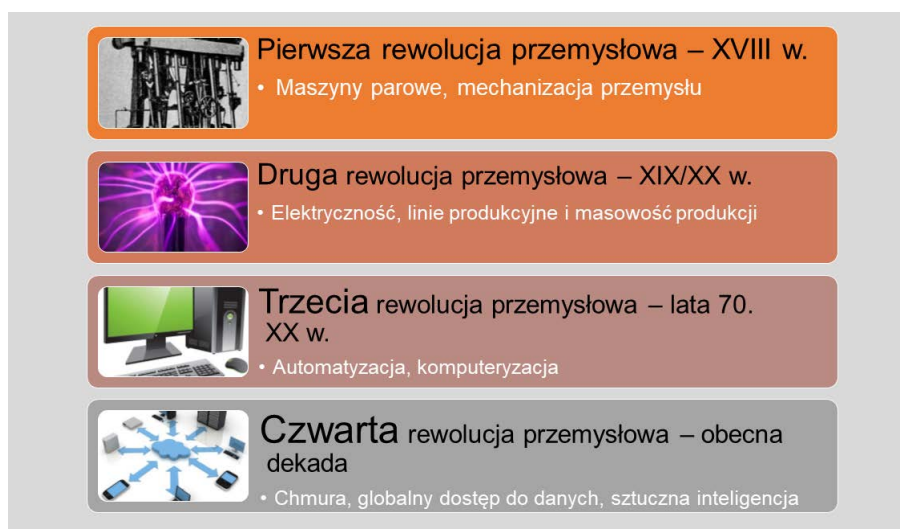 Pierwsza rewolucja przemysłowa – XVIII w.
• Maszyny parowe, mechanizacja przemysłu
Druga rewolucja przemysłowa – XIX/XX w.
• Elektryczność, linie produkcyjne i masowość produkcji
Trzecia rewolucja przemysłowa – lata 70.
XX w.
• Automatyzacja, komputeryzacja
Czwarta rewolucja przemysłowa – obecna
dekada
• Chmura, globalny dostęp do danych, sztuczna inteligencja